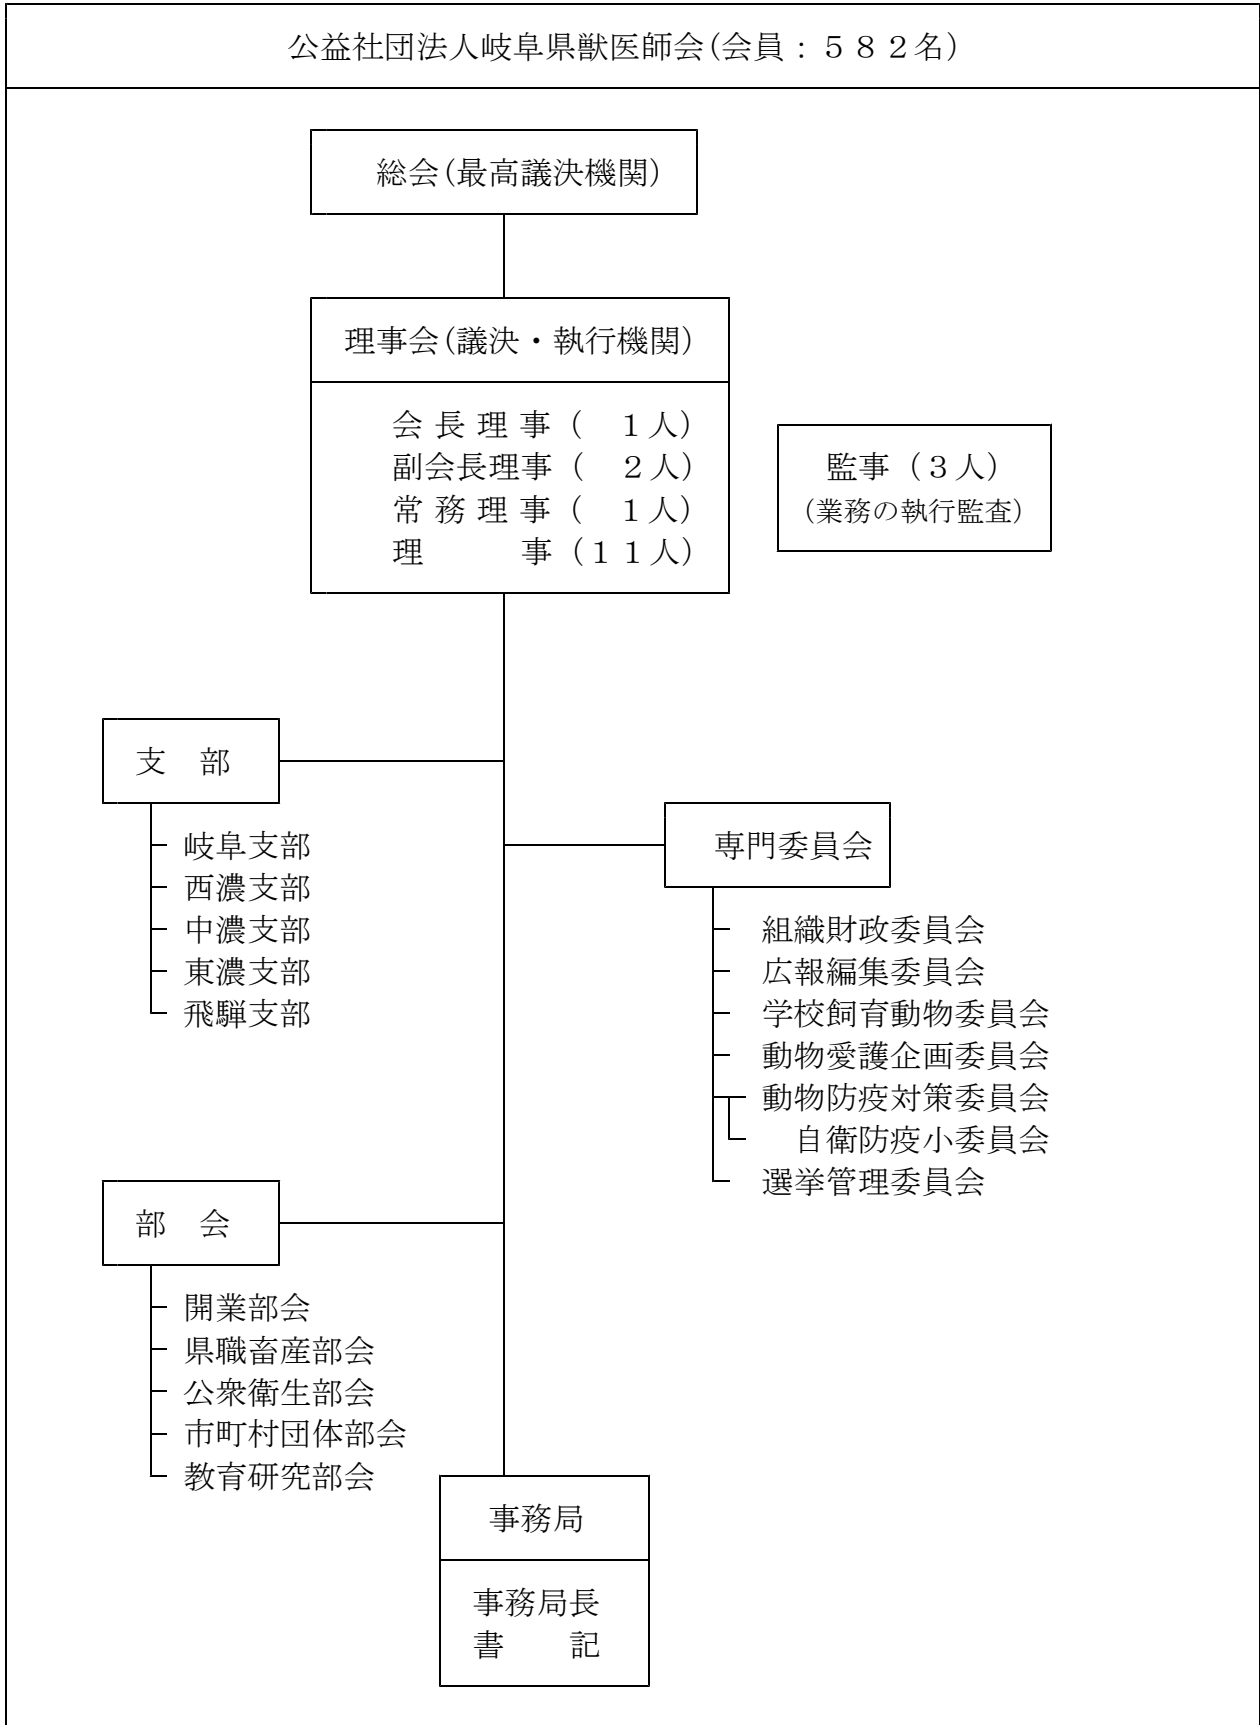 公益社団法人岐阜県獣医師会(会員：５８２名)
総会(最高議決機関)
理事会(議決・執行機関)
会長理事（　１人）
副会長理事（　２人）
常務理事（　１人）
理　　　事（１１人）
監事（３人）
(業務の執行監査)
支　部
岐阜支部
西濃支部
中濃支部
東濃支部
飛騨支部
専門委員会
組織財政委員会
広報編集委員会
学校飼育動物委員会
動物愛護企画委員会
動物防疫対策委員会
自衛防疫小委員会
選挙管理委員会
部　会
開業部会
県職畜産部会
公衆衛生部会
市町村団体部会
教育研究部会
事務局
事務局長
書　　記